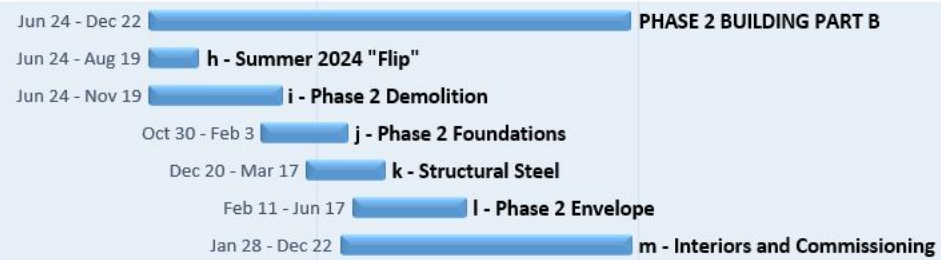 Jun 24 - Dec 22 PHASE 2 BUILDING PART B
Jun 24 - Aug 19 h - Summer 2024 "Flip"
Jun 24 - Nov 19 i - Phase 2 Demolition
Oct 30 - Feb 3 j - Phase 2 Foundations
Dec 20 - Mar 17 k - Structural Steel
Feb 11 - Jun 17 l - Phase 2 Envelope
Jan 28 - Dec 22 m - Interiors and Commissioning